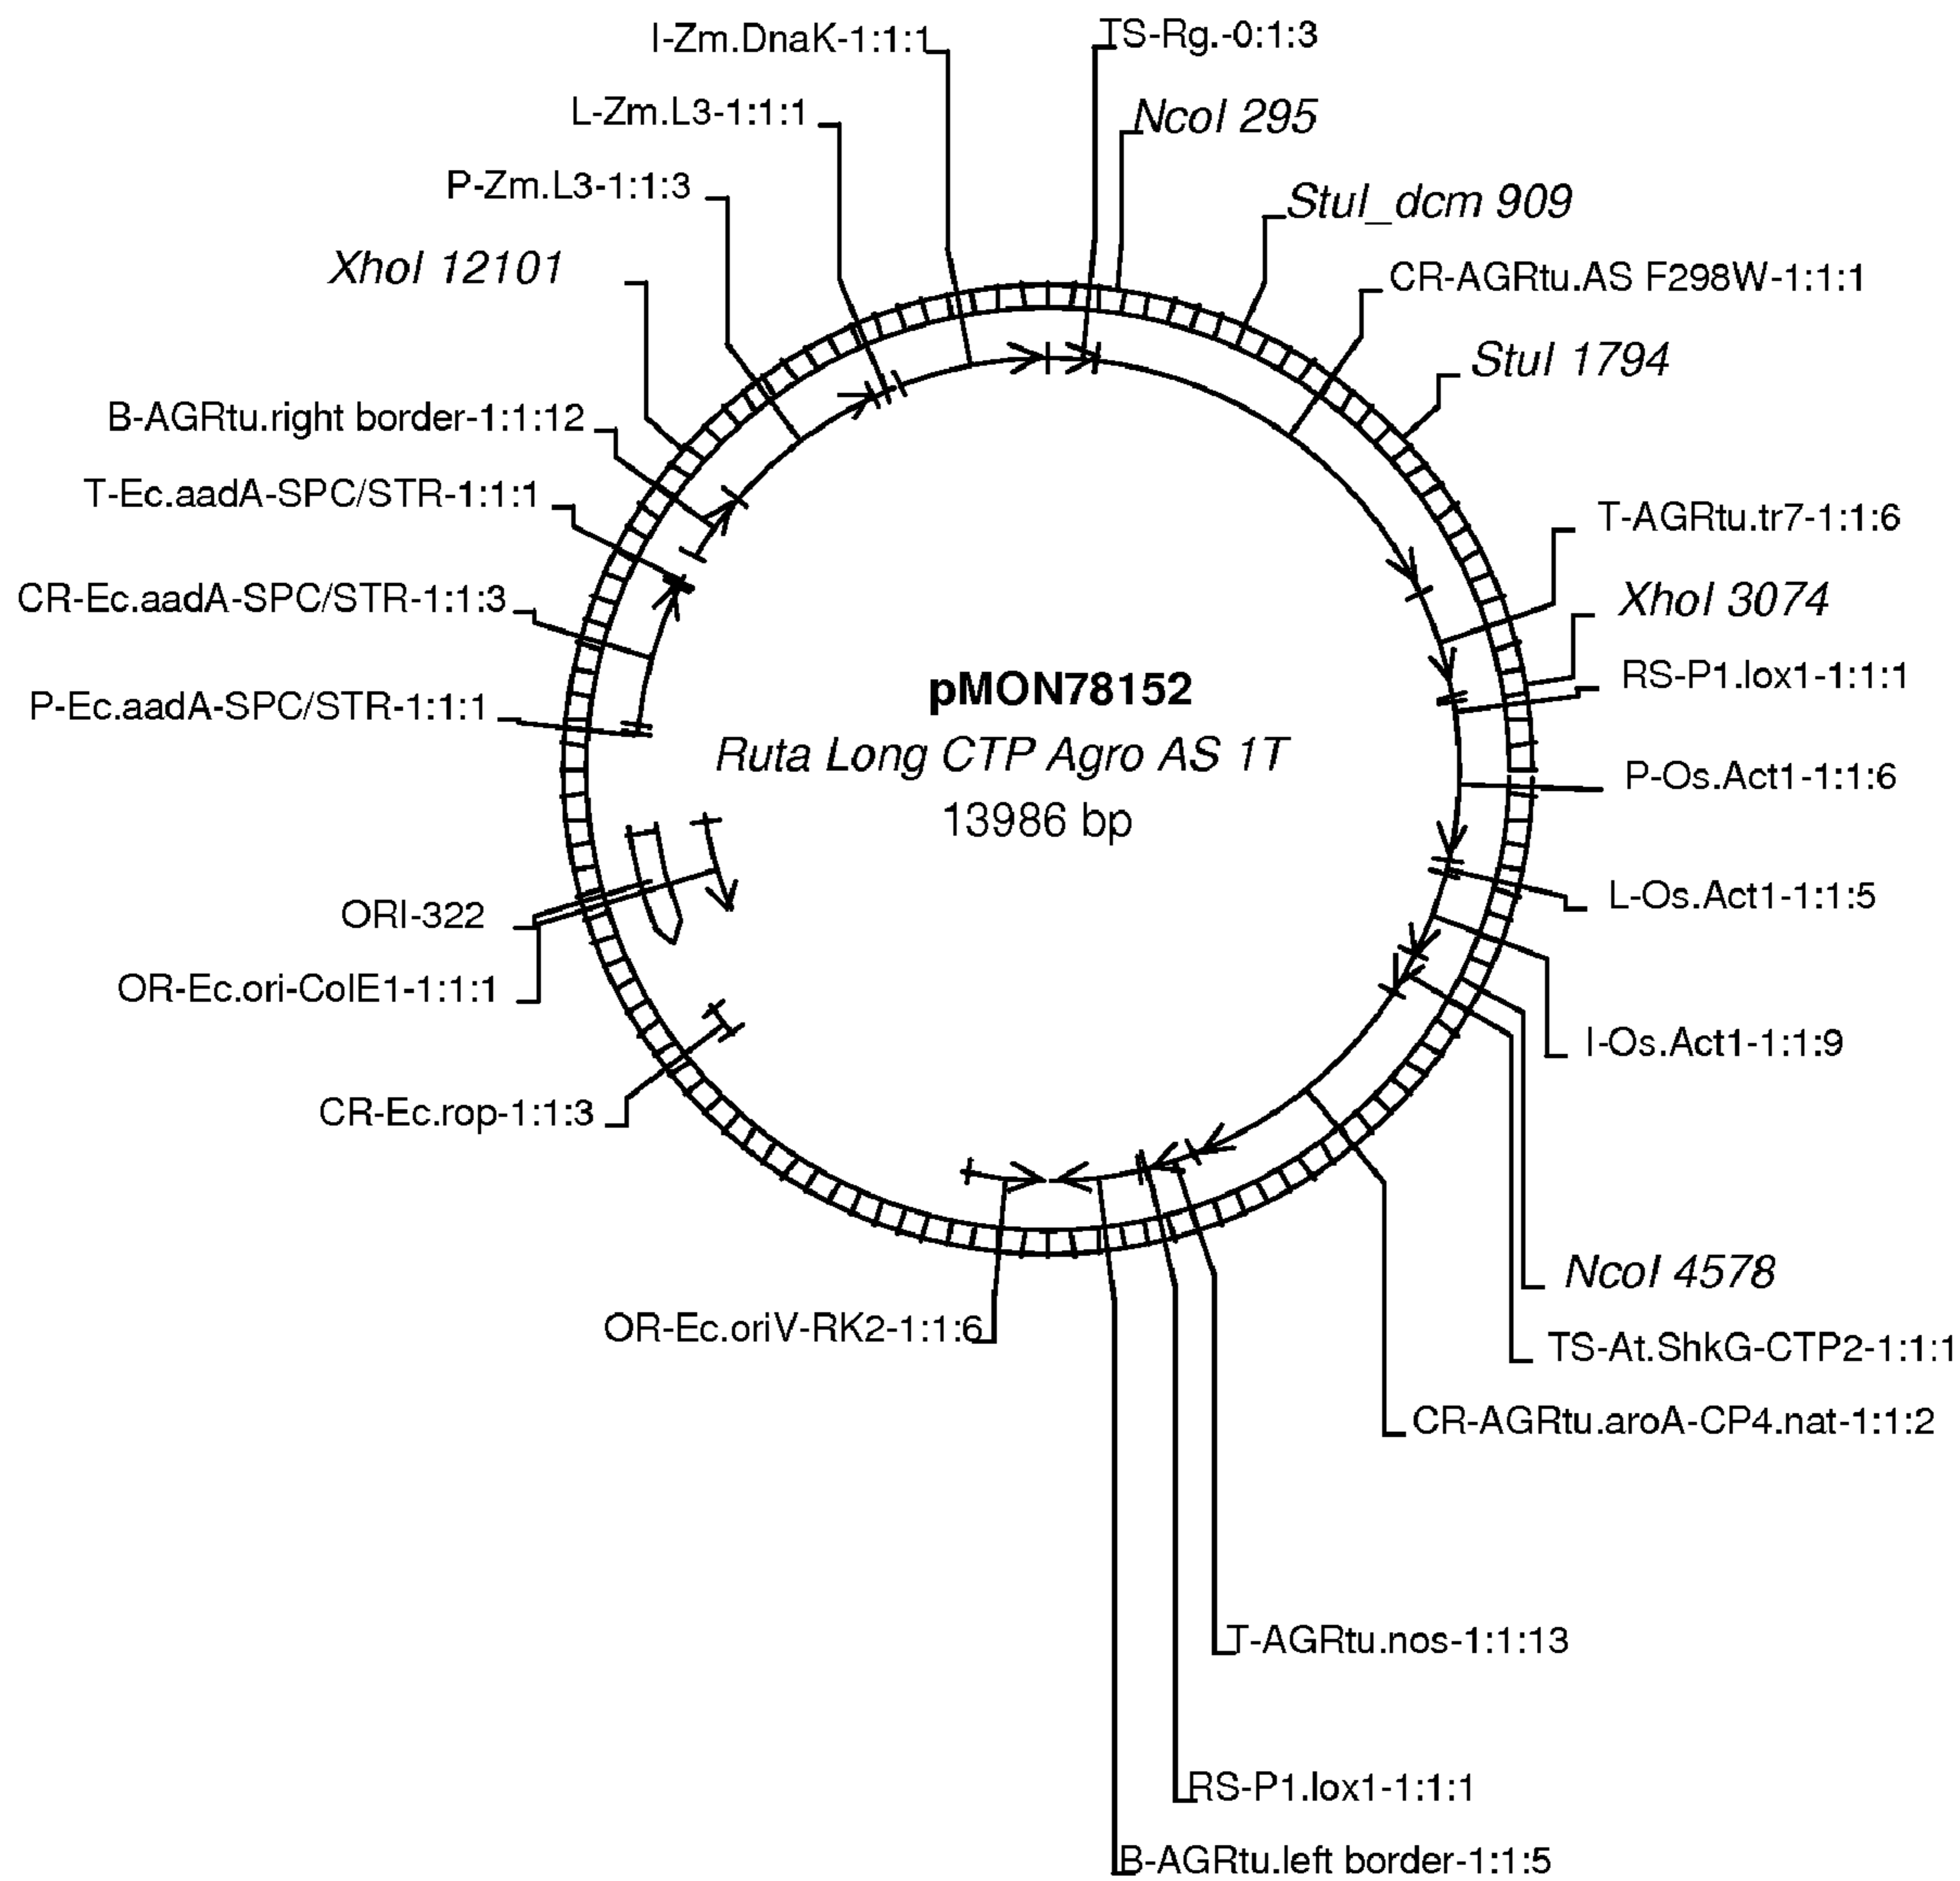 I-Zm.DnaK-1:1:1
TS-Rg.-0:1:3
L-Zm.L3-1:1:1
NcoI 295
P-Zm.L3-1:1:3
StuI_dcm 909
XhoI 12101
CR-AGRtu.AS F298W-1:1:1
StuI 1794
B-AGRtu.right border-1:1:12
T-Ec.aadA-SPC/STR-1:1:1
T-AGRtu.tr7-1:1:6
CR-Ec.aadA-SPC/STR-1:1:3
XhoI 3074
RS-P1.lox1-1:1:1
P-Ec.aadA-SPC/STR-1:1:1
pMON78152
Ruta Long CTP Agro AS 1T
13986 bp
P-Os.Act1-1:1:6
L-Os.Act1-1:1:5
ORI-322
OR-Ec.ori-ColE1-1:1:1
I-Os.Act1-1:1:9
CR-Ec.rop-1:1:3
NcoI 4578
OR-Ec.oriV-RK2-1:1:6
TS-At.ShkG-CTP2-1:1:1
CR-AGRtu.aroA-CP4.nat-1:1:2
T-AGRtu.nos-1:1:13
RS-P1.lox1-1:1:1
B-AGRtu.left border-1:1:5